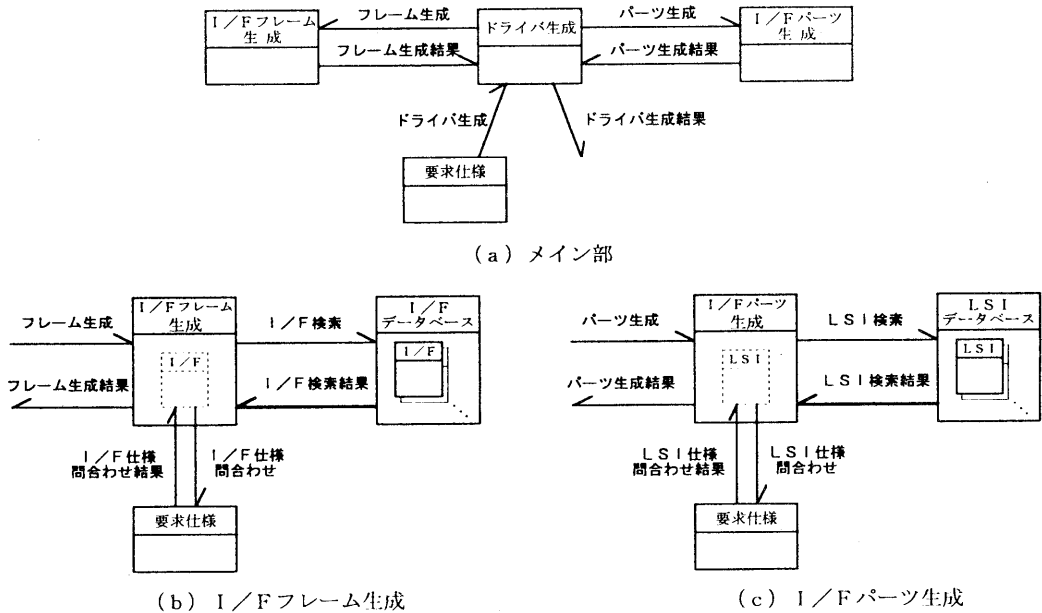 I／Fフレーム
生成
フレーム生成
フレーム生成結果
ドライバ生成
パーツ生成
パーツ生成結果
I／Fパーツ
生成
ドライバ生成
ドライバ生成結果
要求仕様
(a) メイン部
フレーム生成
フレーム生成結果
I／Fフレーム
生成
I／F
I／F検索
I／F検索結果
I／F
データベース
I／F
I／F仕様
問合わせ結果
I／F仕様
問合わせ
要求仕様
(b) I／Fフレーム生成
パーツ生成
パーツ生成結果
I／Fパーツ
生成
LSI
LSI検索
LSI検索結果
LSI
データベース
LSI
LSI仕様
問合わせ結果
LSI仕様
問合わせ
要求仕様
(c) I／Fパーツ生成